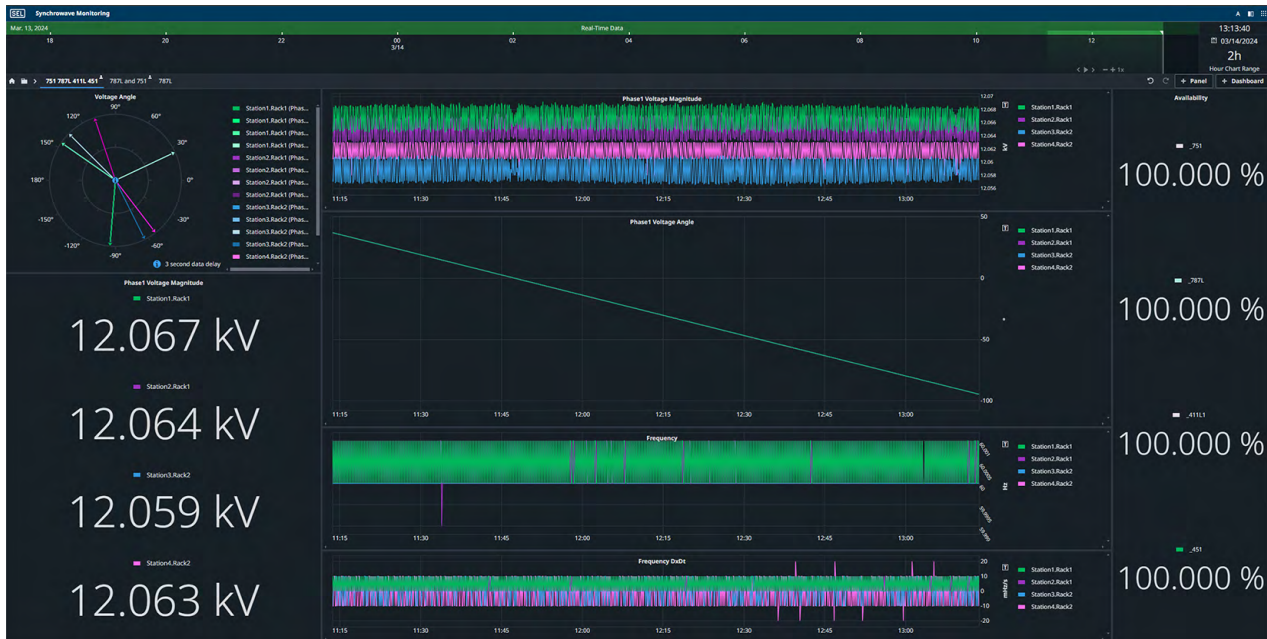 SEL Synchrowave Monitoring A
Mar. 13, 2024 Real-Time Data 13:13:40
18 20 22 00 02 04 06 08 10 12
3/14
03/14/2024
2h
Hour Chart Range
1x
751 787L 411L 451 787L and 751 787L
+ Panel + Dashboard
Voltage Angle
90°
120° 60°
150° 30°
180° 0°
-150° -30°
-120° -60°
-90°
3 second data delay
Station1.Rack1 (Phas...
Station1.Rack1 (Phas...
Station1.Rack1 (Phas...
Station1.Rack1 (Phas...
Station2.Rack1 (Phas...
Station2.Rack1 (Phas...
Station2.Rack1 (Phas...
Station2.Rack1 (Phas...
Station3.Rack2 (Phas...
Station3.Rack2 (Phas...
Station3.Rack2 (Phas...
Station3.Rack2 (Phas...
Station4.Rack2 (Phas...
Phase1 Voltage Magnitude
Station1.Rack1
12.067 kV
Station2.Rack1
12.064 kV
Station3.Rack2
12.059 kV
Station4.Rack2
12.063 kV
Phase1 Voltage Magnitude
12.07
12.068
12.066
12.064
12.062
12.06
12.058
12.056
kV
11:15 11:30 11:45 12:00 12:15 12:30 12:45 13:00
T
Station1.Rack1
Station2.Rack1
Station3.Rack2
Station4.Rack2
Phase1 Voltage Angle
50
0
-50
-100
°
11:15 11:30 11:45 12:00 12:15 12:30 12:45 13:00
T
Station1.Rack1
Station2.Rack1
Station3.Rack2
Station4.Rack2
Frequency
60.001
60.0005
60
59.9995
59.999
Hz
11:15 11:30 11:45 12:00 12:15 12:30 12:45 13:00
T
Station1.Rack1
Station2.Rack1
Station3.Rack2
Station4.Rack2
Frequency DxDt
20
10
0
-10
-20
mHz/s
11:15 11:30 11:45 12:00 12:15 12:30 12:45 13:00
T
Station1.Rack1
Station2.Rack1
Station3.Rack2
Station4.Rack2
Availability
_751
100.000 %
_787L
100.000 %
_411L1
100.000 %
_451
100.000 %